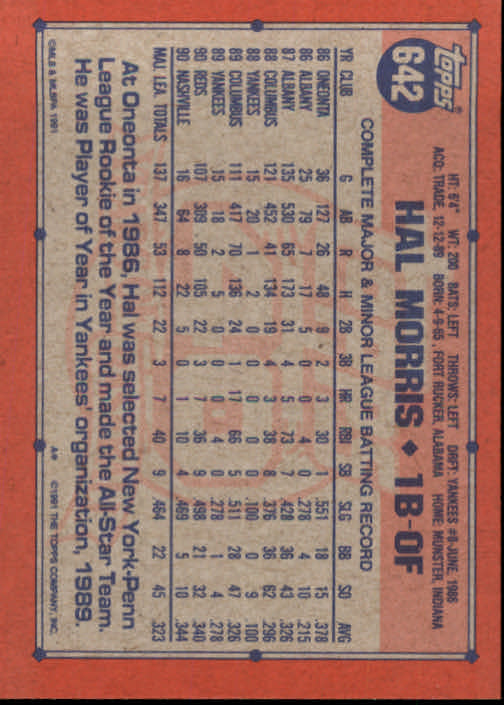 topps®
642
HT: 6'4" WT: 200 BATS: LEFT THROWS: LEFT DRFT: YANKEES #8-JUNE, 1986
ACQ: TRADE, 12-12-89 BORN: 4-9-65, FORT RUCKER, ALABAMA HOME: MUNSTER, INDIANA
HAL MORRIS ♦ 1B-OF
COMPLETE MAJOR & MINOR LEAGUE BATTING RECORD
YR CLUB G AB R H 2B 3B HR RBI SB SLG BB SO AVG
86 ONEONTA 36 127 26 48 9 2 3 30 1 .551 18 15 .378
86 ALBANY 25 79 7 17 5 0 0 4 0 .278 4 10 .215
87 ALBANY 135 530 65 173 31 4 5 73 7 .428 36 43 .326
88 COLUMBUS 121 452 41 134 19 4 3 38 8 .376 36 62 .296
88 YANKEES 15 20 1 2 0 0 0 0 0 .100 0 9 .100
89 COLUMBUS 111 417 70 136 24 1 17 66 5 .511 28 47 .326
89 YANKEES 15 18 2 5 0 0 0 4 0 .278 1 4 .278
90 REDS 107 309 50 105 22 3 7 36 9 .498 21 32 .340
90 NASHVILLE 16 64 8 22 5 0 1 10 4 .469 5 10 .344
MAJ. LEA. TOTALS 137 347 53 112 22 3 7 40 9 .464 22 45 .323
At Oneonta in 1986, Hal was selected New York-Penn
League Rookie of the Year and made the All-Star Team.
He was Player of Year in Yankees' organization, 1989.
©MLB & MLBPA 1991 A* ©1991 THE TOPPS COMPANY, INC.